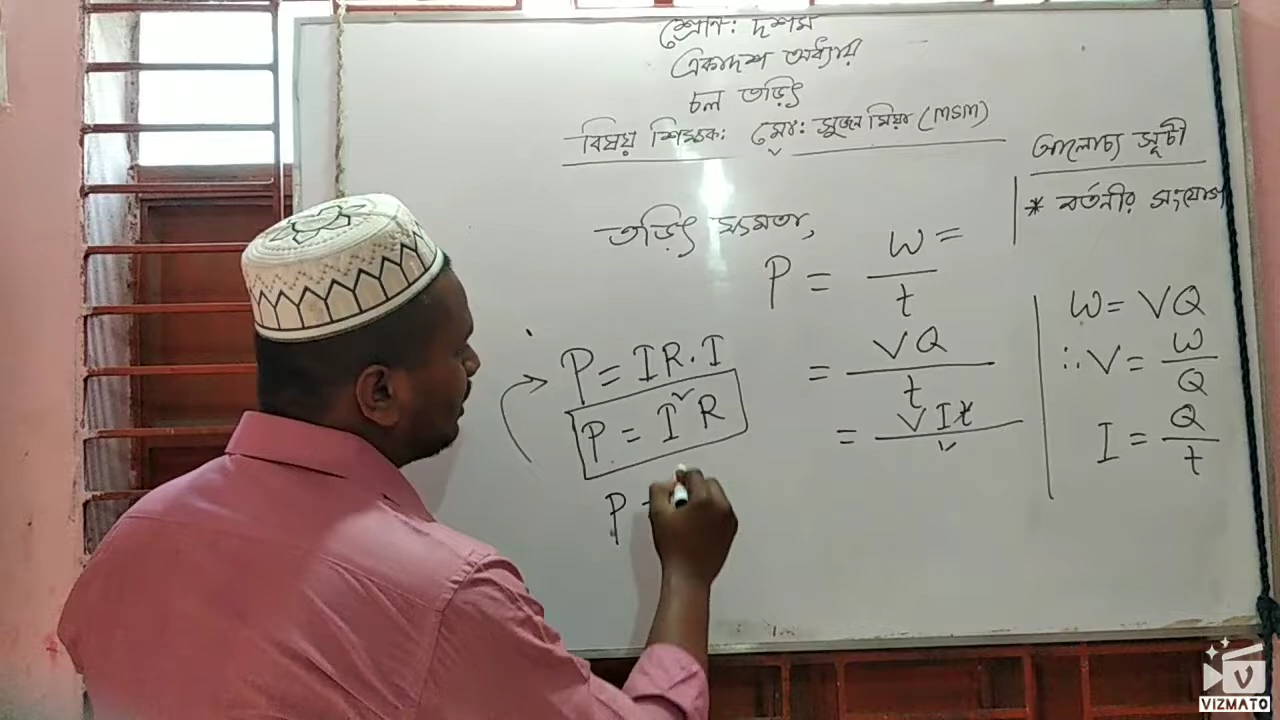 শ্রেণি: দশম
একাদশ অধ্যায়
চল তড়িৎ
বিষয় শিক্ষক: মো: সুজন মিয়া (MSM)
আলোচ্য সূচী
* বর্তনীর সংযোগ
তড়িৎ ক্ষমতা,
P = W/t =
= VQ/t
= VIt/
P = IR.I
P = I²R
P =
W = VQ
∴ V = W/Q
I = Q/t
VIZMATO